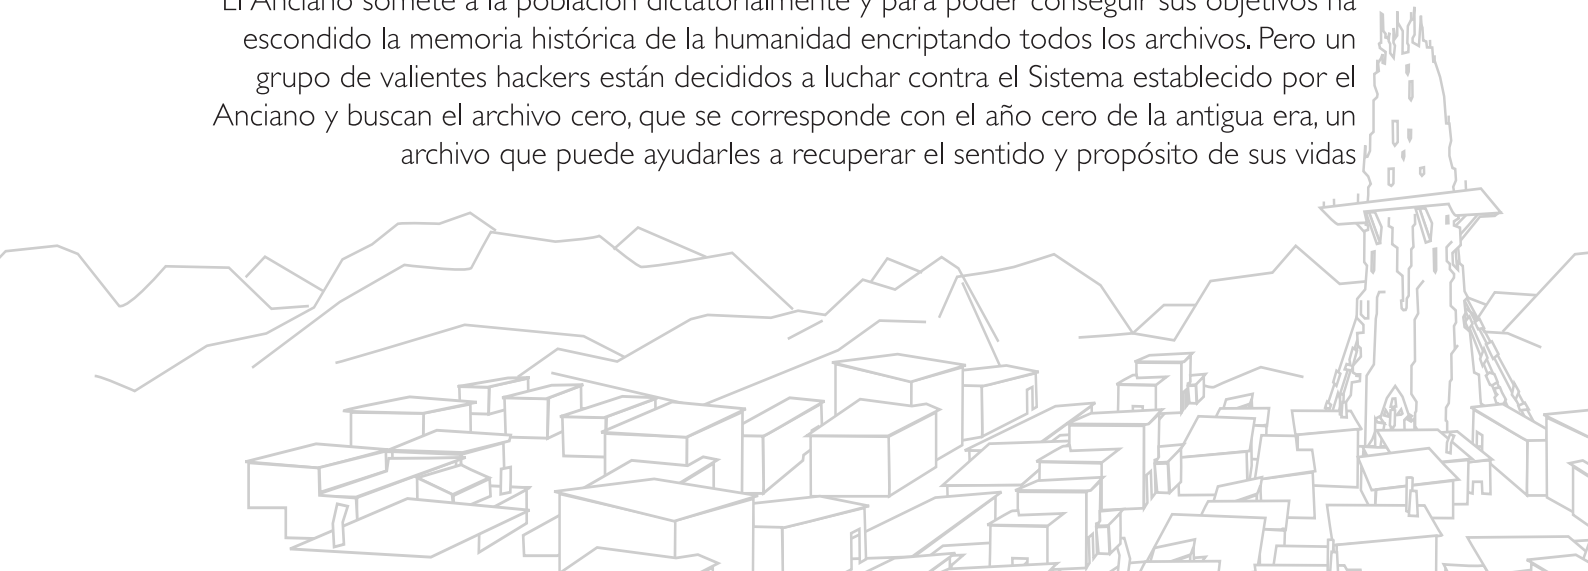 El Anciano somete a la población dictatorialmente y para poder conseguir sus objetivos ha
escondido la memoria histórica de la humanidad encriptando todos los archivos. Pero un
grupo de valientes hackers están decididos a luchar contra el Sistema establecido por el
Anciano y buscan el archivo cero, que se corresponde con el año cero de la antigua era, un
archivo que puede ayudarles a recuperar el sentido y propósito de sus vidas